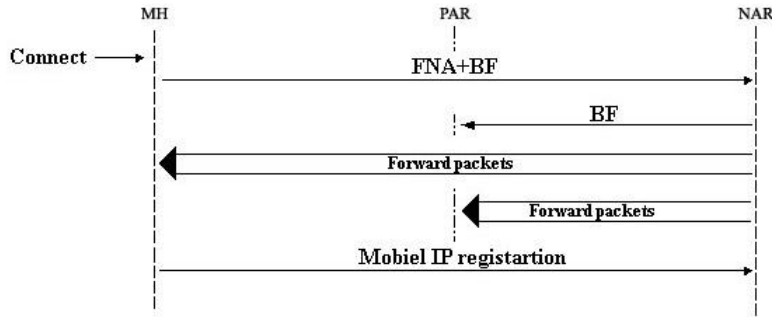 MH PAR NAR
Connect
FNA+BF
BF
Forward packets
Forward packets
Mobiel IP registartion